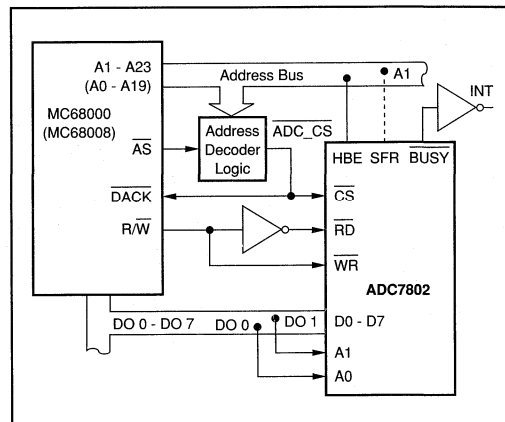 A1 - A23
(A0 - A19)
Address Bus
A1
INT
MC68000
(MC68008)
AS
Address
Decoder
Logic
ADC_CS
HBE SFR BUSY
DACK
CS
R/W
RD
WR
ADC7802
DO 0 - DO 7
DO 0
DO 1
D0 - D7
A1
A0